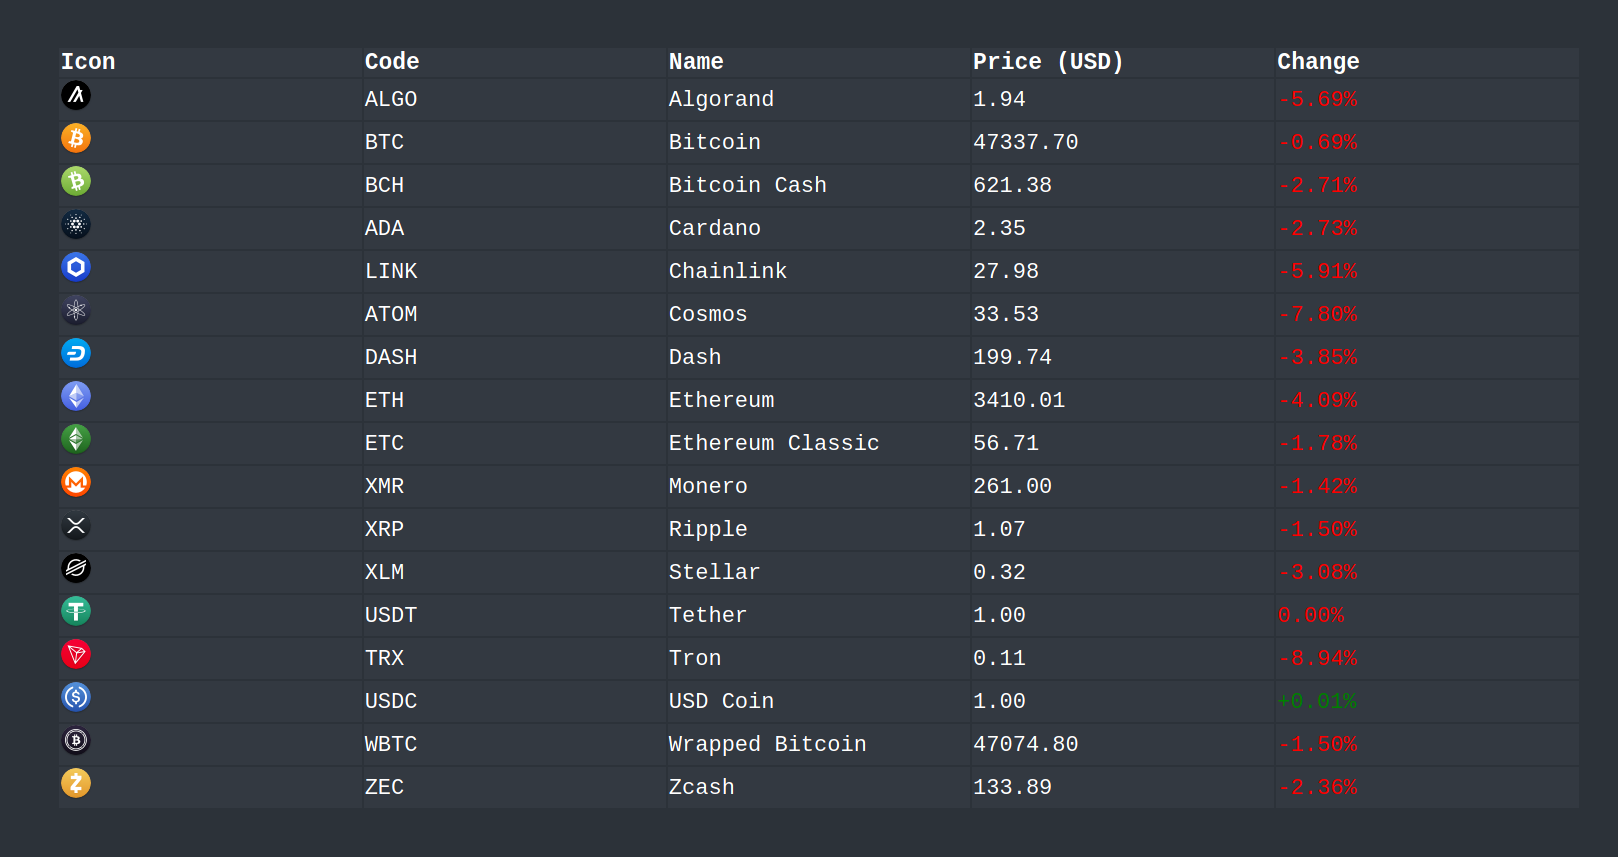 Icon Code Name Price (USD) Change
ALGO Algorand 1.94 -5.69%
BTC Bitcoin 47337.70 -0.69%
BCH Bitcoin Cash 621.38 -2.71%
ADA Cardano 2.35 -2.73%
LINK Chainlink 27.98 -5.91%
ATOM Cosmos 33.53 -7.80%
DASH Dash 199.74 -3.85%
ETH Ethereum 3410.01 -4.09%
ETC Ethereum Classic 56.71 -1.78%
XMR Monero 261.00 -1.42%
XRP Ripple 1.07 -1.50%
XLM Stellar 0.32 -3.08%
USDT Tether 1.00 0.00%
TRX Tron 0.11 -8.94%
USDC USD Coin 1.00 +0.01%
WBTC Wrapped Bitcoin 47074.80 -1.50%
ZEC Zcash 133.89 -2.36%